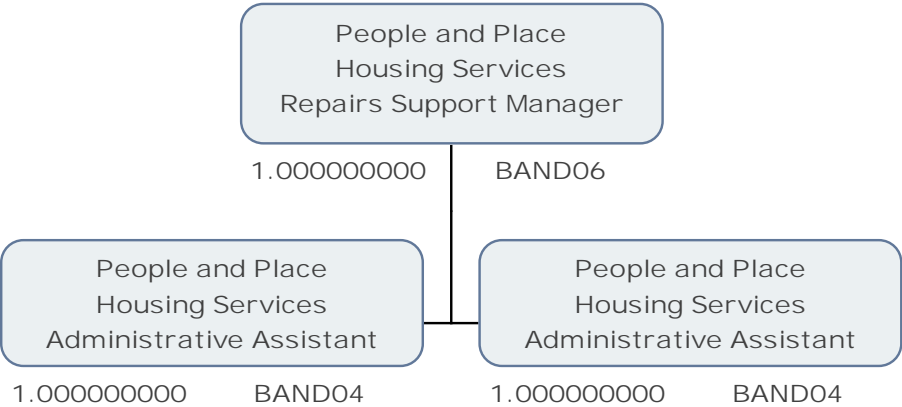 People and Place
Housing Services
Repairs Support Manager
1.000000000 BAND06
People and Place
Housing Services
Administrative Assistant
1.000000000 BAND04
People and Place
Housing Services
Administrative Assistant
1.000000000 BAND04